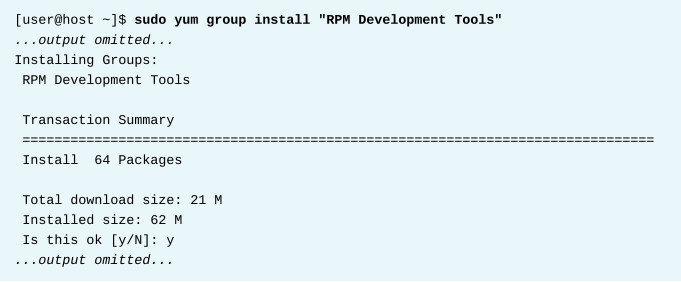 [user@host ~]$ sudo yum group install "RPM Development Tools"
...output omitted...
Installing Groups:
 RPM Development Tools

 Transaction Summary
 ===============================================================================
 Install  64 Packages

 Total download size: 21 M
 Installed size: 62 M
 Is this ok [y/N]: y
...output omitted...